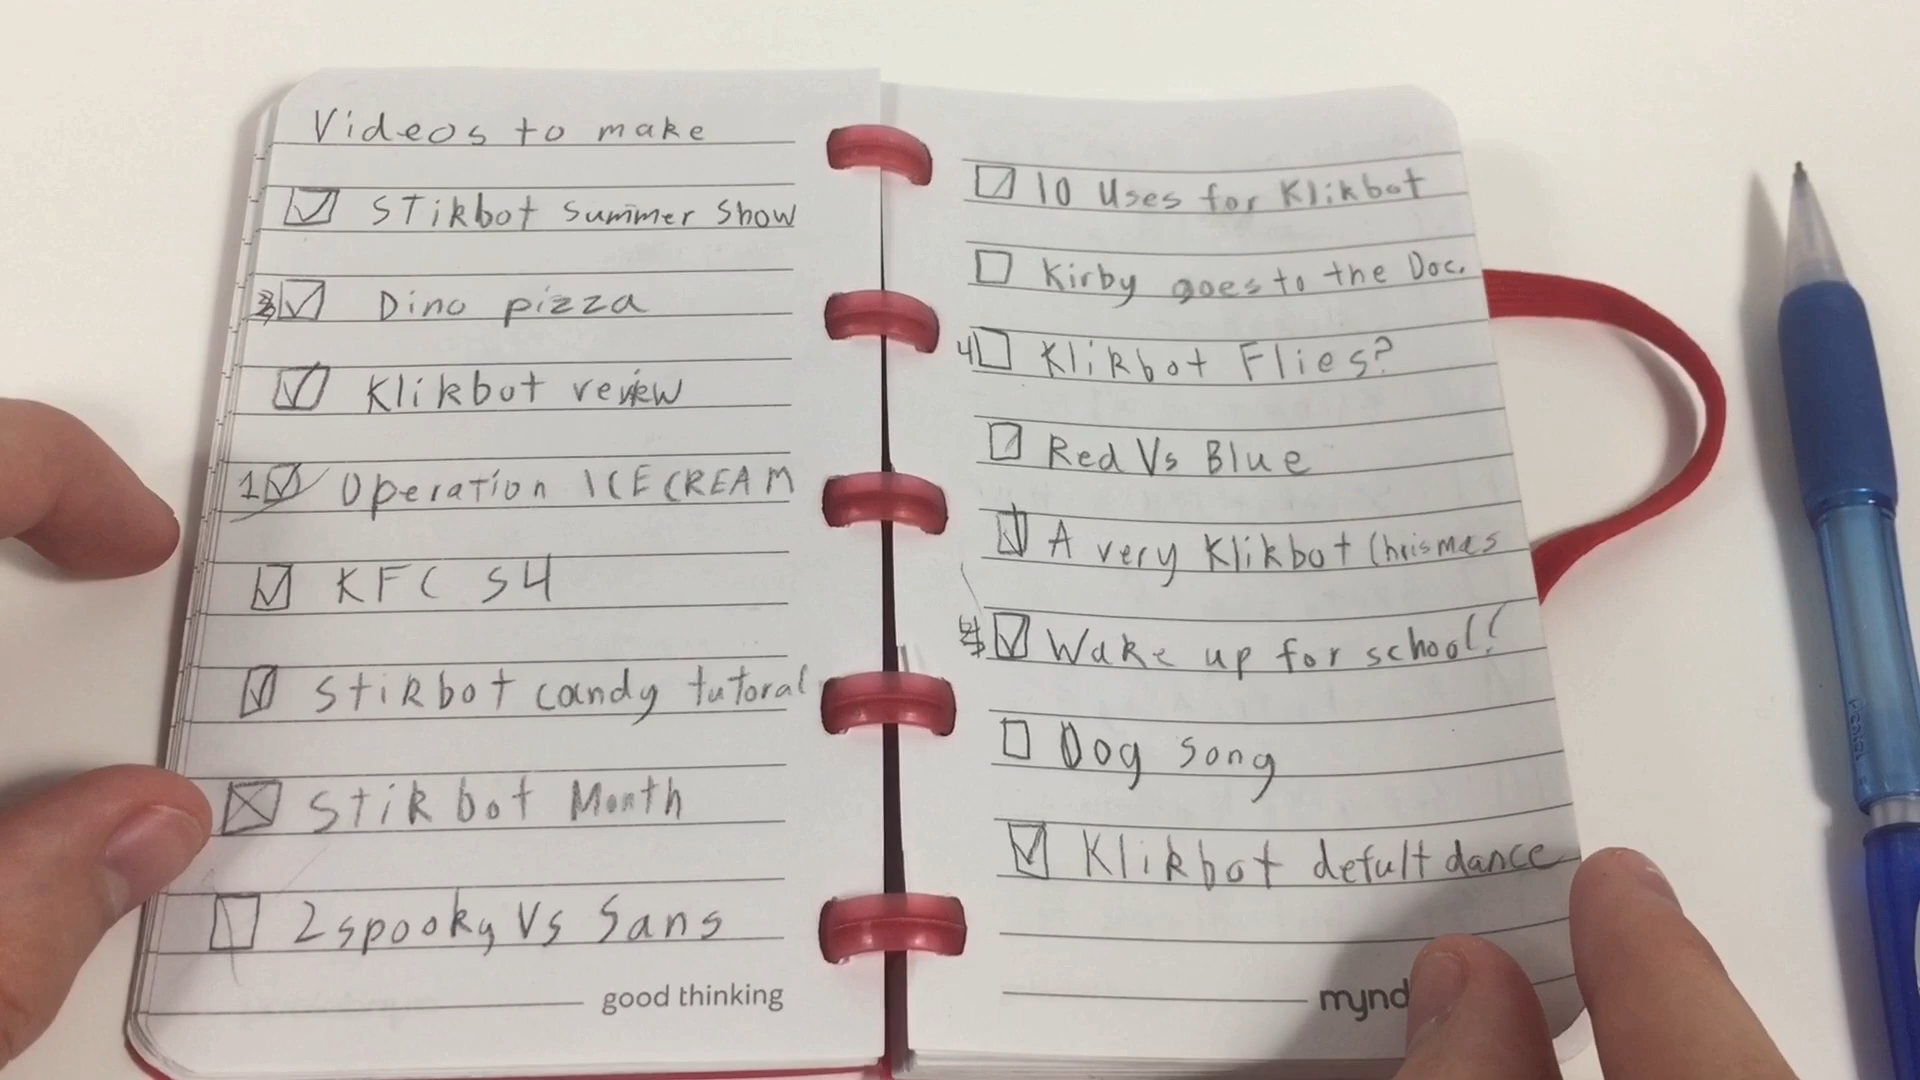 Videos to make
STikbot Summer Show
Dino pizza
Klikbot review
1 Operation ICECREAM
KFC S4
Stikbot candy tutoral
Stikbot Month
2spooky Vs Sans
good thinking
10 Uses for Klikbot
Kirby goes to the Doc.
4 Klikbot Flies?
Red Vs Blue
A very Klikbot Chrismas
Wake up for school!
Dog song
Klikbot defult dance
mynd